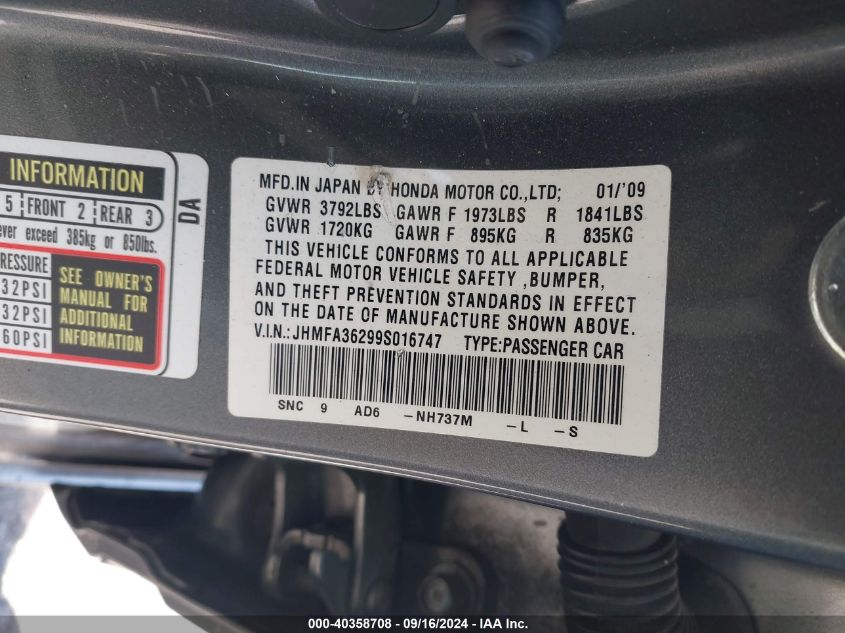 INFORMATION
5 FRONT 2 REAR 3
ever exceed 385kg or 850lbs.
RESSURE
32PSI
32PSI
60PSI
SEE OWNER'S
MANUAL FOR
ADDITIONAL
INFORMATION
DA
MFD.IN JAPAN BY HONDA MOTOR CO.,LTD; 01/'09
GVWR 3792LBS GAWR F 1973LBS R 1841LBS
GVWR 1720KG GAWR F 895KG R 835KG
THIS VEHICLE CONFORMS TO ALL APPLICABLE
FEDERAL MOTOR VEHICLE SAFETY ,BUMPER,
AND THEFT PREVENTION STANDARDS IN EFFECT
ON THE DATE OF MANUFACTURE SHOWN ABOVE.
V.IN.:JHMFA36299S016747 TYPE:PASSENGER CAR
SNC 9 AD6 -NH737M -L -S
000-40358708 - 09/16/2024 - IAA Inc.